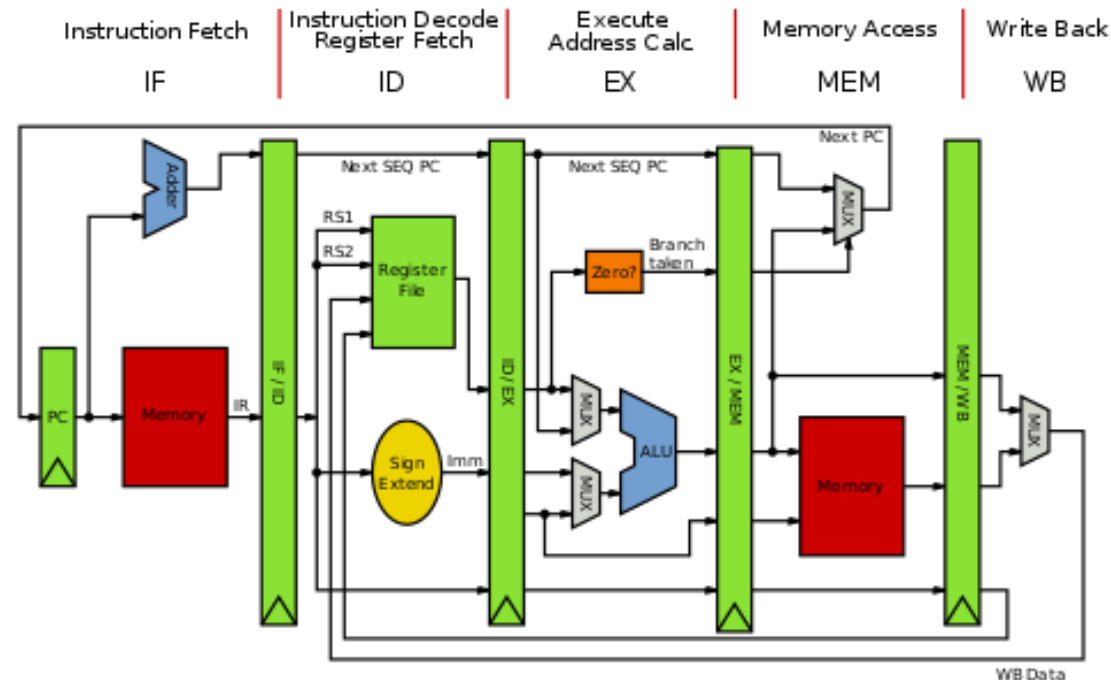 Instruction Fetch
IF
Instruction Decode
Register Fetch
ID
Execute
Address Calc.
EX
Memory Access
MEM
Write Back
WB
Next PC
Adder
Next SEQ PC
Next SEQ PC
MUX
RS1
RS2
Register
File
Branch
taken
Zero?
PC
Memory
IR
IF / ID
ID/ EX
EX / MEM
MEM /WB
MUX
MUX
ALU
Sign
Extend
Imm
Memory
MUX
WB Data